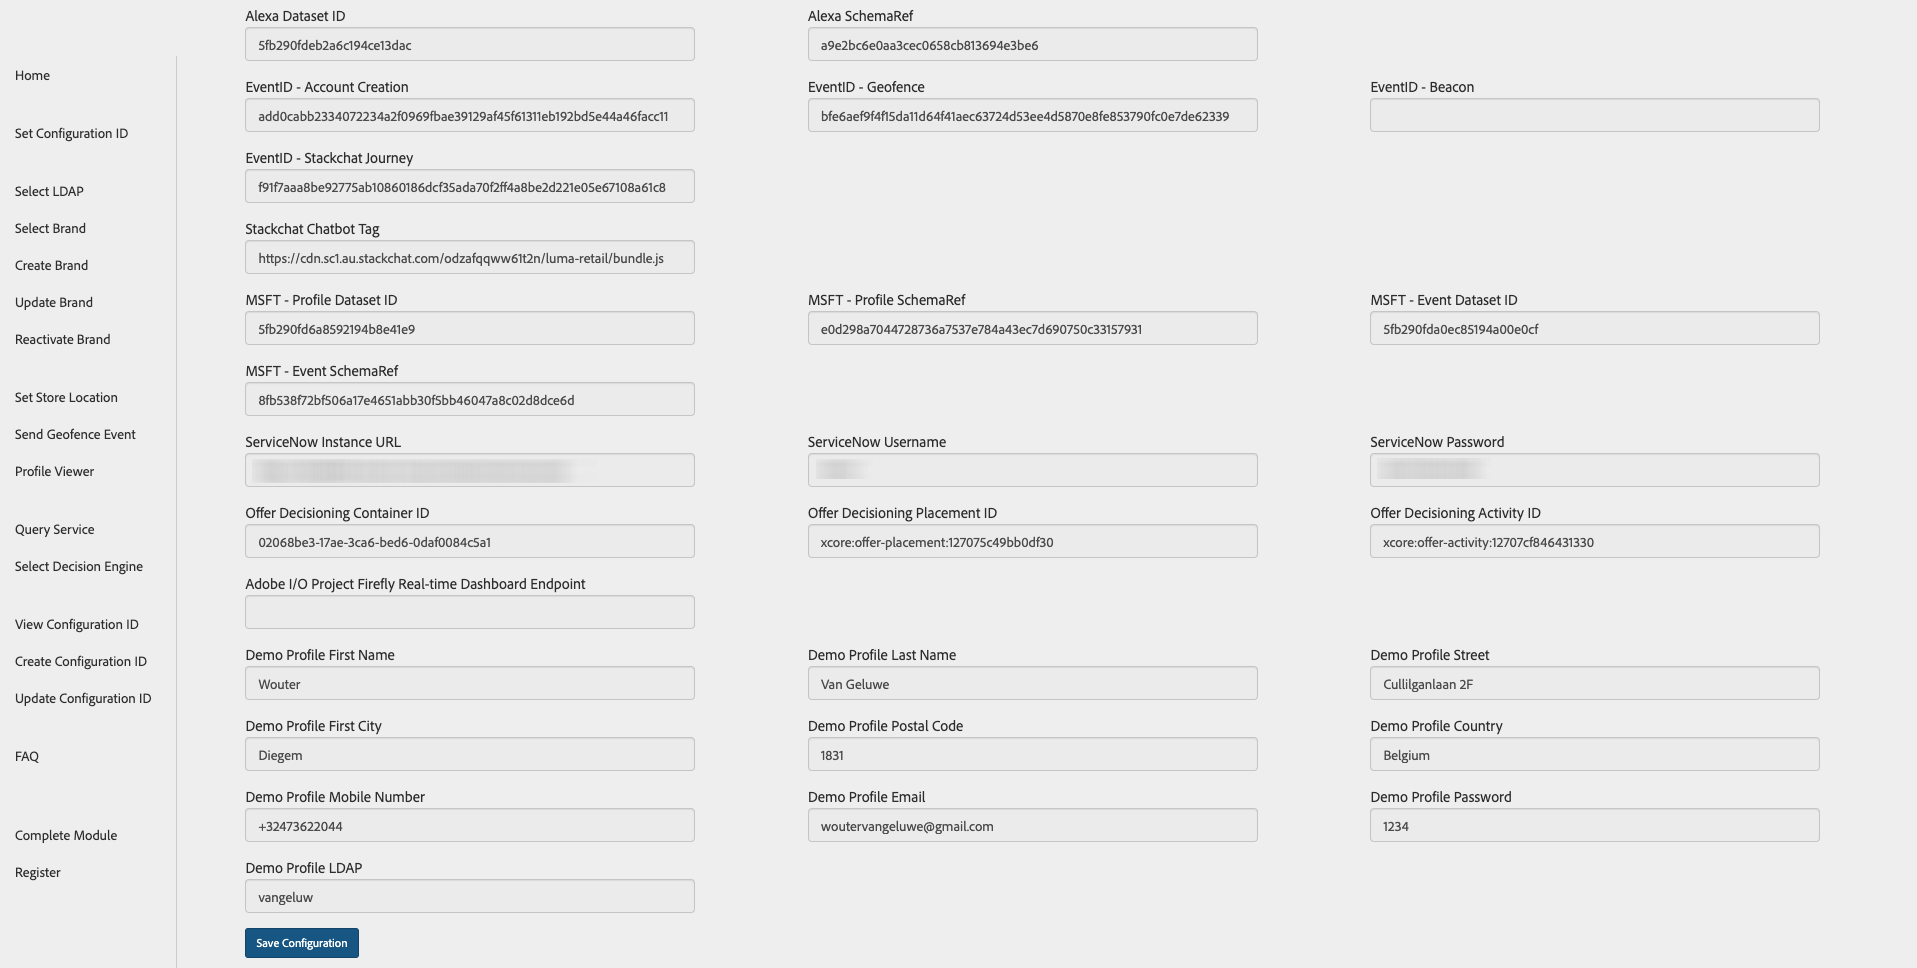 Home
Set Configuration ID
Select LDAP
Select Brand
Create Brand
Update Brand
Reactivate Brand
Set Store Location
Send Geofence Event
Profile Viewer
Query Service
Select Decision Engine
View Configuration ID
Create Configuration ID
Update Configuration ID
FAQ
Complete Module
Register
Alexa Dataset ID
5fb290fdeb2a6c194ce13dac
Alexa SchemaRef
a9e2bc6e0aa3cec0658cb813694e3be6
EventID - Account Creation
add0cabb2334072234a2f0969fbae39129af45f61311eb192bd5e44a46facc11
EventID - Geofence
bfe6aef9f4f15da11d64f41aec63724d53ee4d5870e8fe853790fc0e7de62339
EventID - Beacon
EventID - Stackchat Journey
f91f7aaa8be92775ab10860186dcf35ada70f2ff4a8be2d221e05e67108a61c8
Stackchat Chatbot Tag
https://cdn.sc1.au.stackchat.com/odzafqqww61t2n/luma-retail/bundle.js
MSFT - Profile Dataset ID
5fb290fd6a8592194b8e41e9
MSFT - Profile SchemaRef
e0d298a7044728736a7537e784a43ec7d690750c33157931
MSFT - Event Dataset ID
5fb290fda0ec85194a00e0cf
MSFT - Event SchemaRef
8fb538f72bf506a17e4651abb30f5bb46047a8c02d8dce6d
ServiceNow Instance URL
ServiceNow Username
ServiceNow Password
Offer Decisioning Container ID
02068be3-17ae-3ca6-bed6-0daf0084c5a1
Offer Decisioning Placement ID
xcore:offer-placement:127075c49bb0df30
Offer Decisioning Activity ID
xcore:offer-activity:12707cf846431330
Adobe I/O Project Firefly Real-time Dashboard Endpoint
Demo Profile First Name
Wouter
Demo Profile Last Name
Van Geluwe
Demo Profile Street
Cullilganlaan 2F
Demo Profile First City
Diegem
Demo Profile Postal Code
1831
Demo Profile Country
Belgium
Demo Profile Mobile Number
+32473622044
Demo Profile Email
woutervangeluwe@gmail.com
Demo Profile Password
1234
Demo Profile LDAP
vangeluw
Save Configuration